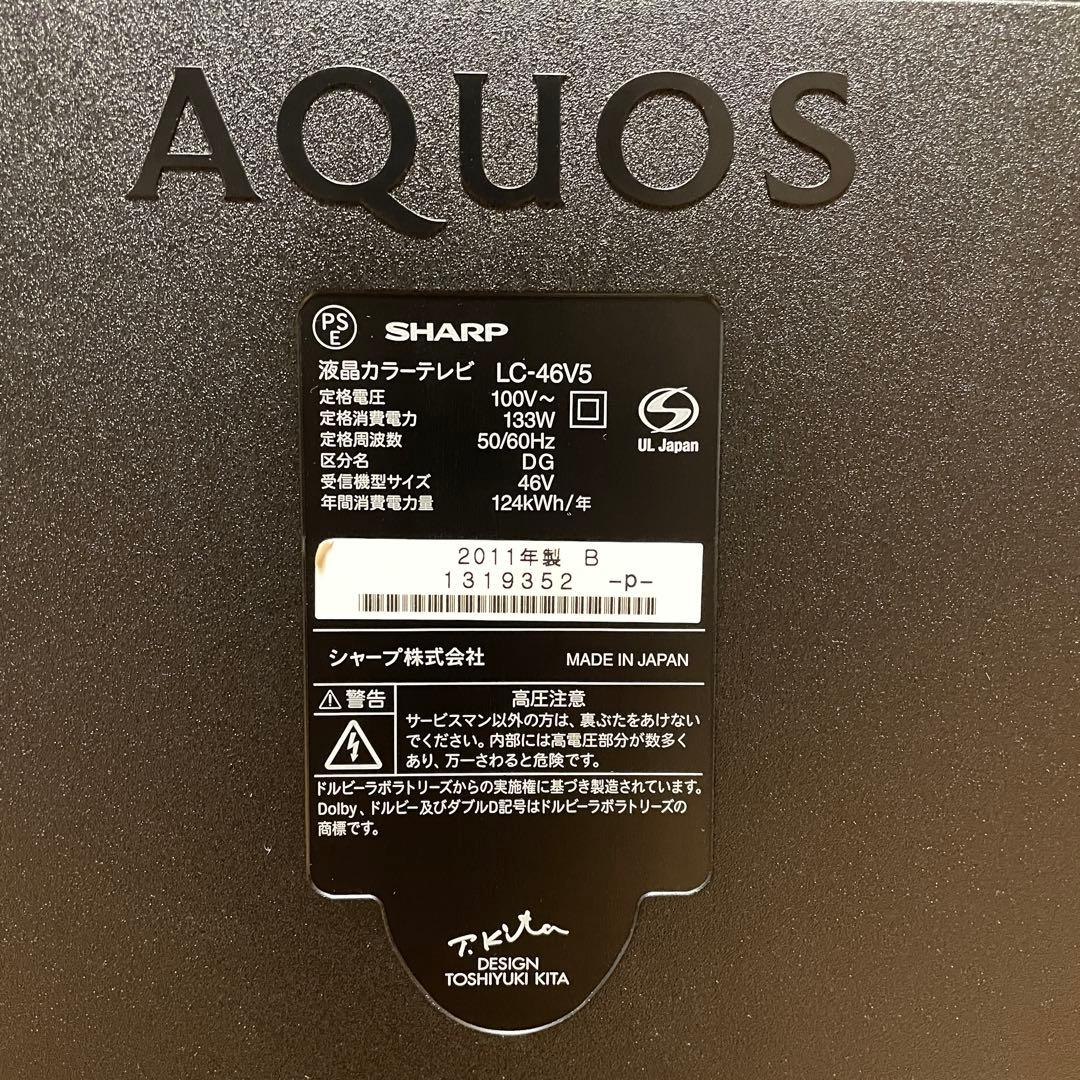 AQUOS
PS
E
SHARP
液晶カラーテレビ LC-46V5
定格電圧 100V～
定格消費電力 133W
定格周波数 50/60Hz
区分名 DG
受信機型サイズ 46V
年間消費電力量 124kWh/年
UL Japan
2011年製 B
1319352 -p-
シャープ株式会社 MADE IN JAPAN
警告
高圧注意
サービスマン以外の方は、裏ぶたをあけない
でください。内部には高電圧部分が数多く
あり、万一さわると危険です。
ドルビーラボラトリーズからの実施権に基づき製造されています。
Dolby、ドルビー及びダブルD記号はドルビーラボラトリーズの
商標です。
T.Kita
DESIGN
TOSHIYUKI KITA